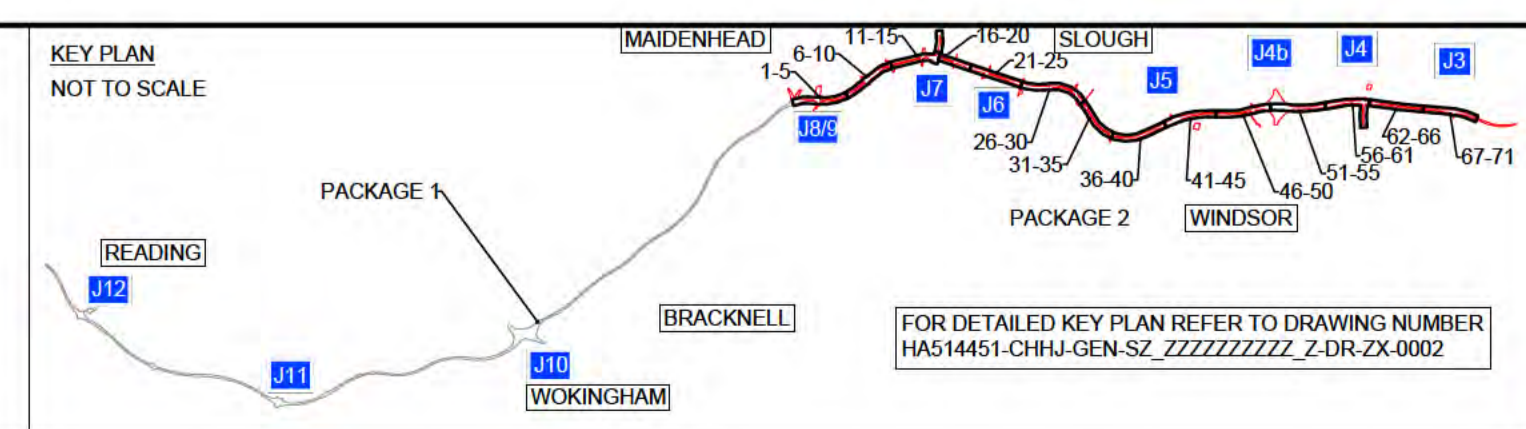 KEY PLAN
NOT TO SCALE
MAIDENHEAD
11-15
16-20
SLOUGH
6-10
21-25
1-5
J7
J6
J5
J4b
J4
J3
J8/9
26-30
31-35
36-40
41-45
46-50
51-55
56-61
62-66
67-71
PACKAGE 1
PACKAGE 2
WINDSOR
READING
J12
BRACKNELL
FOR DETAILED KEY PLAN REFER TO DRAWING NUMBER
HA514451-CHHJ-GEN-SZ_ZZZZZZZZZZ_Z-DR-ZX-0002
J11
J10
WOKINGHAM